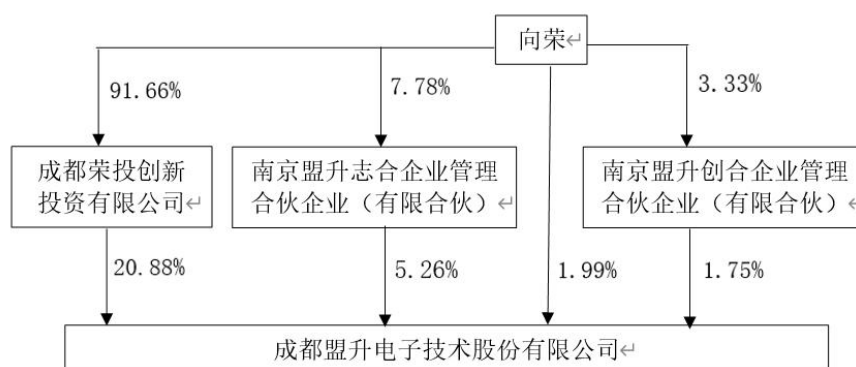 向荣↵
91.66%
7.78%
3.33%
成都荣投创新
投资有限公司↵
南京盟升志合企业管理
合伙企业（有限合伙）↵
南京盟升创合企业管理
合伙企业（有限合伙）↵
20.88%
5.26%
1.99%
1.75%
成都盟升电子技术股份有限公司↵